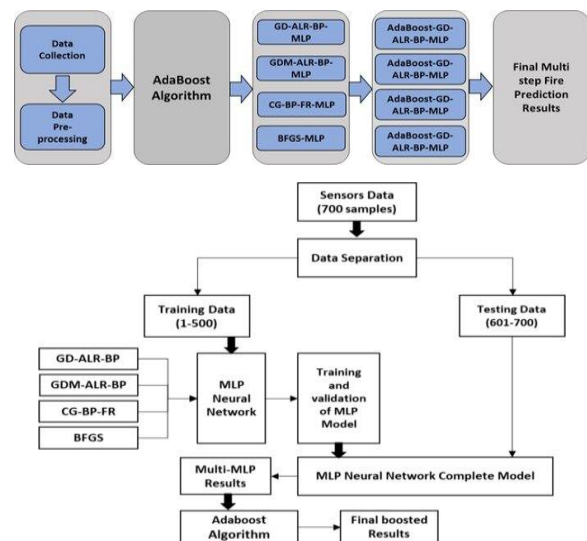 Data
Collection
Data
Pre-
processing
AdaBoost
Algorithm
GD-ALR-BP-
MLP
GDM-ALR-BP-
MLP
CG-BP-FR-MLP
BFGS-MLP
AdaBoost-GD-
ALR-BP-MLP
AdaBoost-GD-
ALR-BP-MLP
AdaBoost-GD-
ALR-BP-MLP
AdaBoost-GD-
ALR-BP-MLP
Final Multi
step Fire
Prediction
Results
Sensors Data
(700 samples)
Data Separation
Training Data
(1-500)
Testing Data
(601-700)
GD-ALR-BP
GDM-ALR-BP
CG-BP-FR
BFGS
MLP
Neural
Network
Training
and
validation
of MLP
Model
Multi-MLP
Results
MLP Neural Network Complete Model
Adaboost
Algorithm
Final boosted
Results